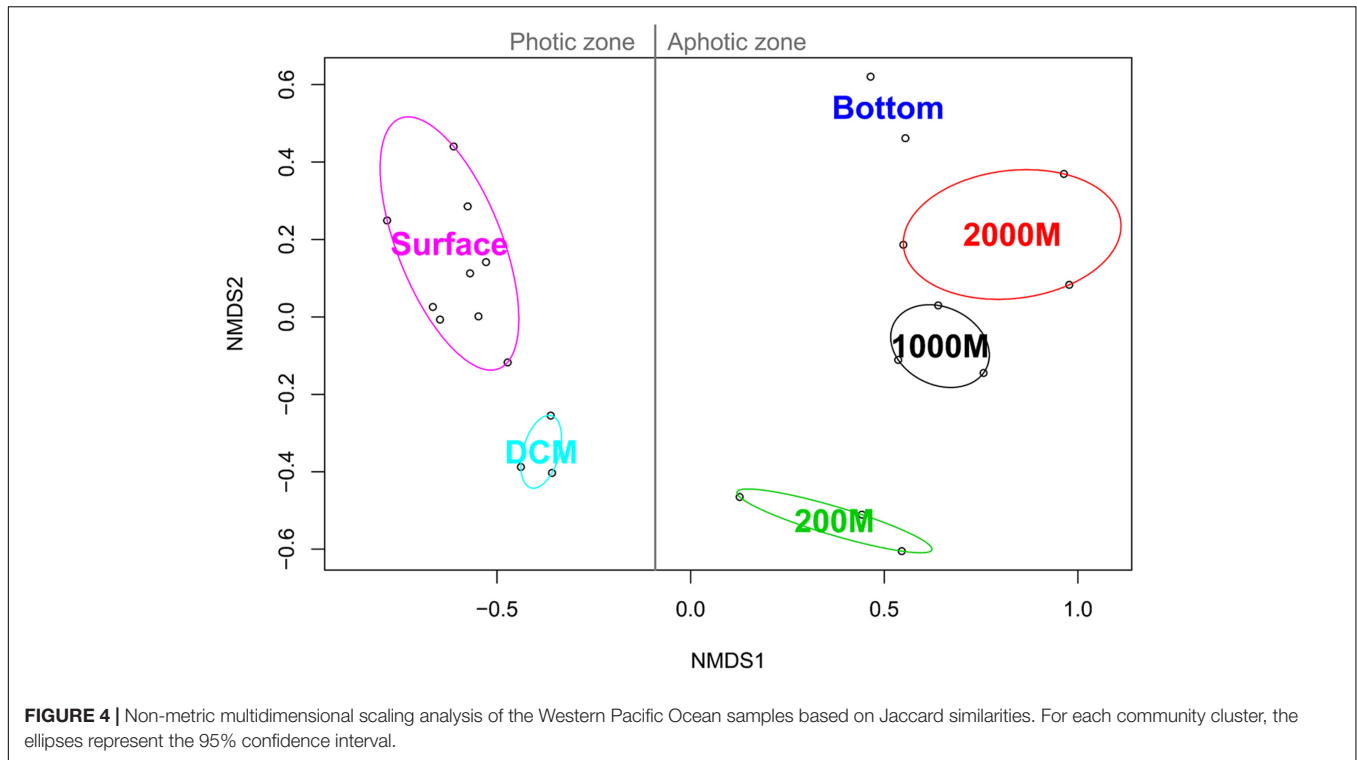 Photic zone Aphotic zone
0.6
Bottom
0.4
2000M
0.2
Surface
NMDS2
0.0
1000M
−0.2
DCM
−0.4
200M
−0.6
−0.5 0.0 0.5 1.0
NMDS1
FIGURE 4 | Non-metric multidimensional scaling analysis of the Western Pacific Ocean samples based on Jaccard similarities. For each community cluster, the
ellipses represent the 95% confidence interval.